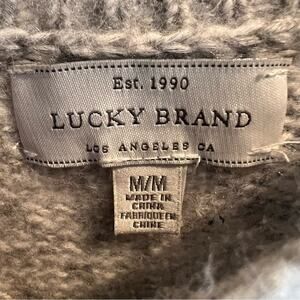 Est. 1990
LUCKY BRAND
LOS ANGELES CA
M/M
MADE IN
CHINA
FABRIQUE EN
CHINE